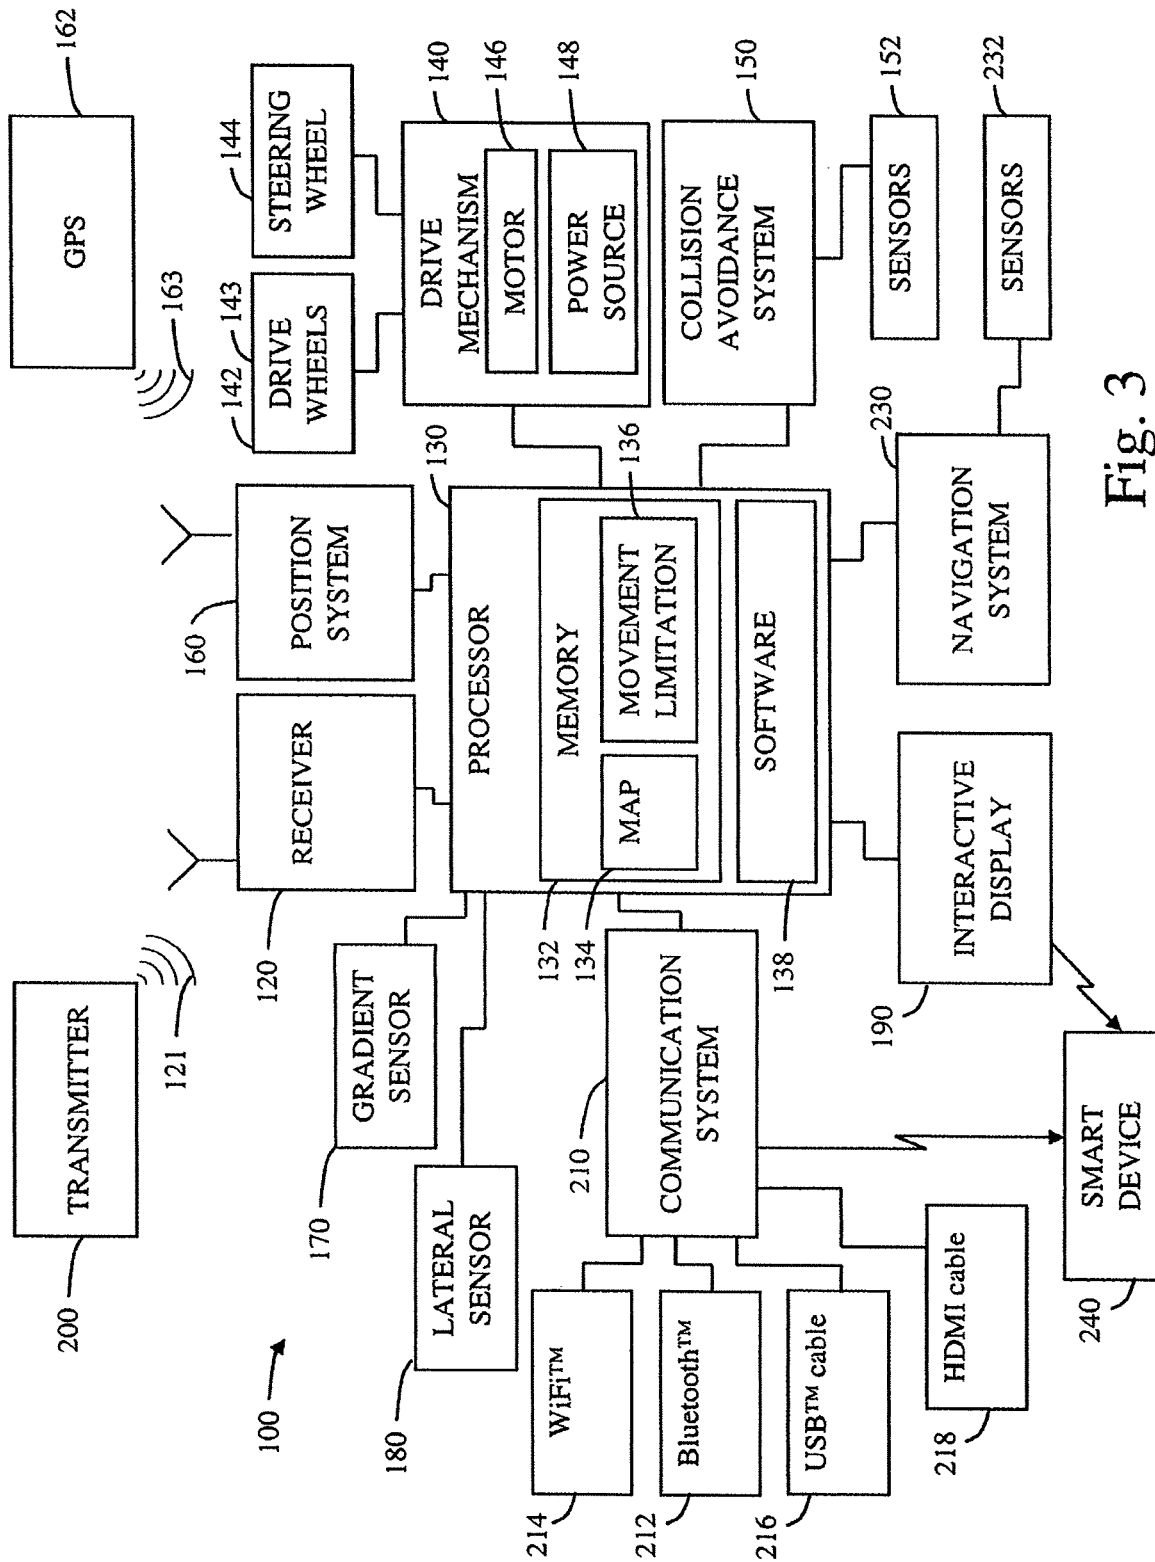 TRANSMITTER
200
121
GPS
162
163
100
RECEIVER
120
POSITION
SYSTEM
160
DRIVE
WHEELS
142
143
STEERING
WHEEL
144
GRADIENT
SENSOR
170
LATERAL
SENSOR
180
PROCESSOR
130
MEMORY
132
MAP
134
MOVEMENT
LIMITATION
136
SOFTWARE
138
DRIVE
MECHANISM
140
MOTOR
146
POWER
SOURCE
148
COLLISION
AVOIDANCE
SYSTEM
150
SENSORS
152
SENSORS
232
COMMUNICATION
SYSTEM
210
WiFi™
214
Bluetooth™
212
USB™ cable
216
HDMI cable
218
INTERACTIVE
DISPLAY
190
NAVIGATION
SYSTEM
230
SMART
DEVICE
240
Fig. 3